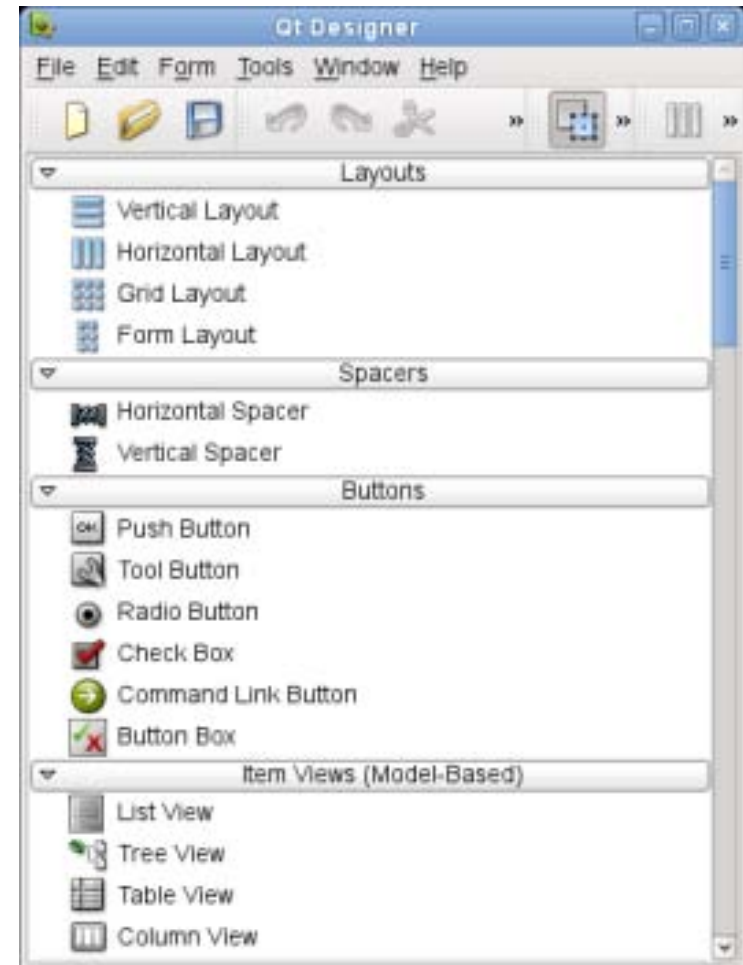 Qt Designer
File Edit Form Tools Window Help
Layouts
Vertical Layout
Horizontal Layout
Grid Layout
Form Layout
Spacers
Horizontal Spacer
Vertical Spacer
Buttons
OK
Push Button
Tool Button
Radio Button
Check Box
Command Link Button
Button Box
Item Views (Model-Based)
List View
Tree View
Table View
Column View